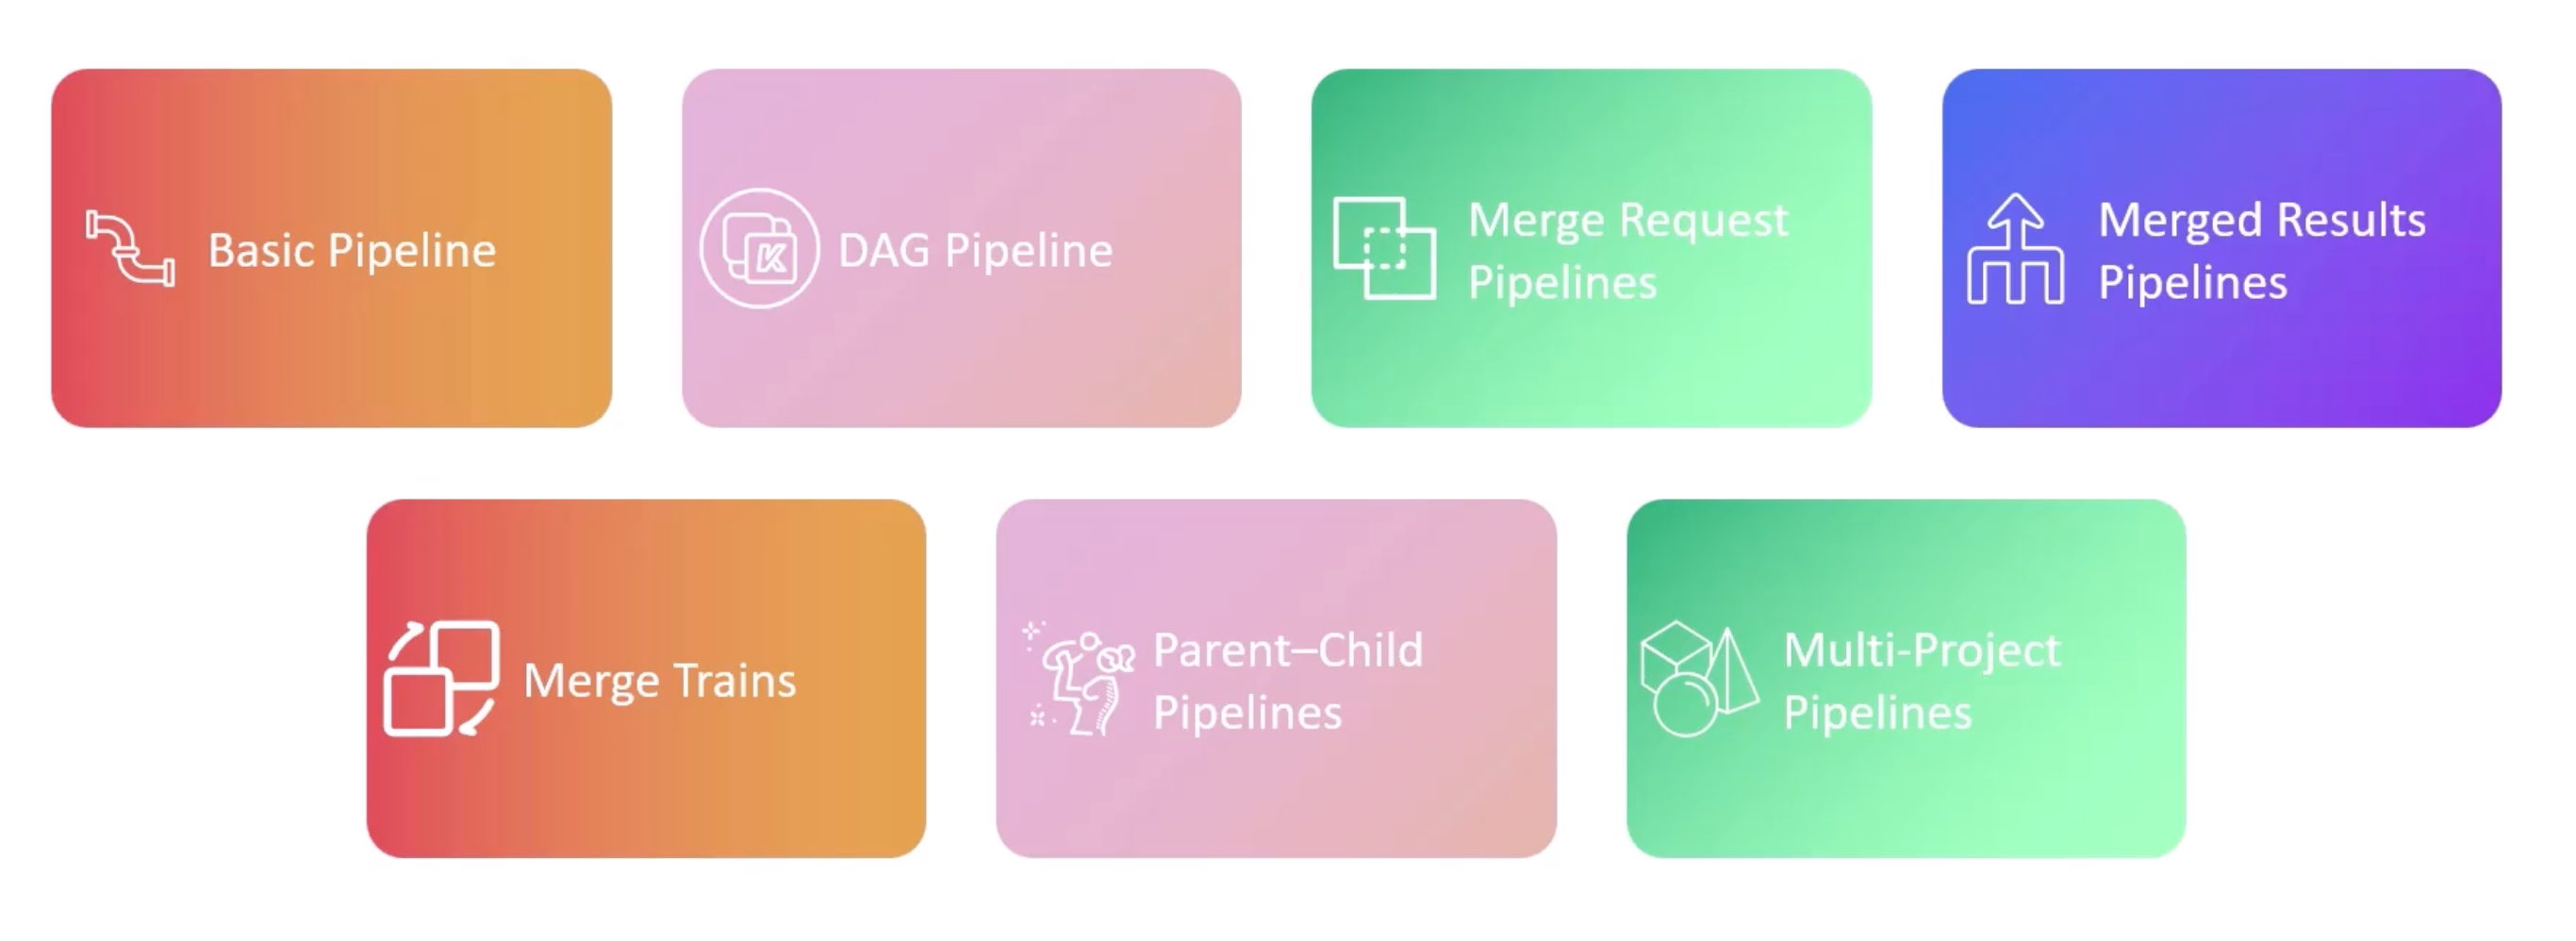 Basic Pipeline
DAG Pipeline
Merge Request
Pipelines
Merged Results
Pipelines
Merge Trains
Parent–Child
Pipelines
Multi-Project
Pipelines